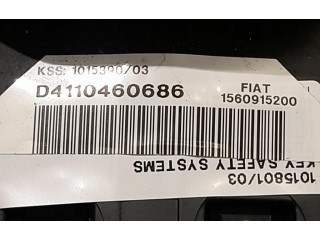 KSS: 1015390/03
D4110460686
FIAT
1560915200
1015801/03
KEY SAFETY SYSTEMS